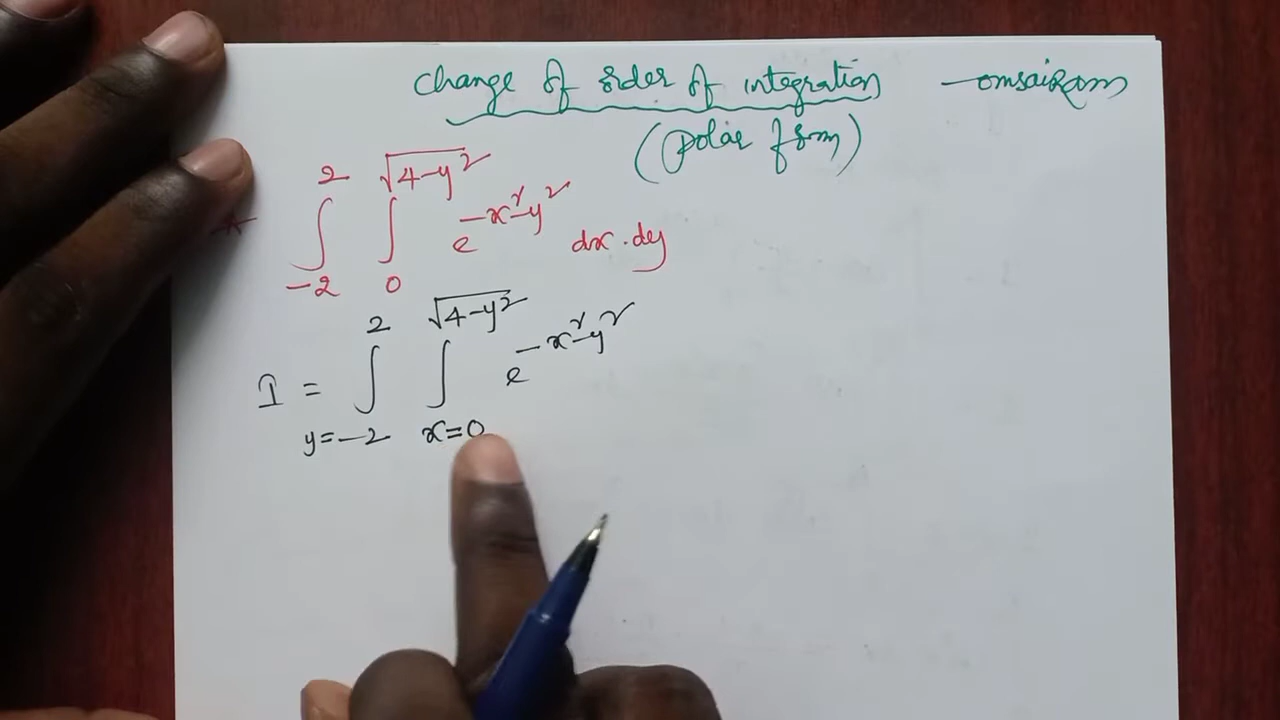 Change of order of integration - omsairam
(polar form)
* ∫_{-2}^{2} ∫_{0}^{√4-y²} e^{-x²-y²} dx.dy
I = ∫_{y=-2}^{2} ∫_{x=0}^{√4-y²} e^{-x²-y²}